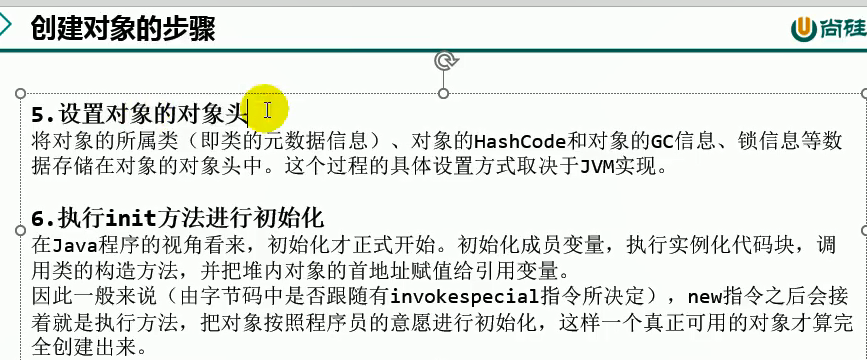 创建对象的步骤
尚硅
5.设置对象的对象头
将对象的所属类（即类的元数据信息）、对象的HashCode和对象的GC信息、锁信息等数
据存储在对象的对象头中。这个过程的具体设置方式取决于JVM实现。
6.执行init方法进行初始化
在Java程序的视角看来，初始化才正式开始。初始化成员变量，执行实例化代码块，调
用类的构造方法，并把堆内对象的首地址赋值给引用变量。
因此一般来说（由字节码中是否跟随有invokespecial指令所决定），new指令之后会接
着就是执行方法，把对象按照程序员的意愿进行初始化，这样一个真正可用的对象才算完
全创建出来。